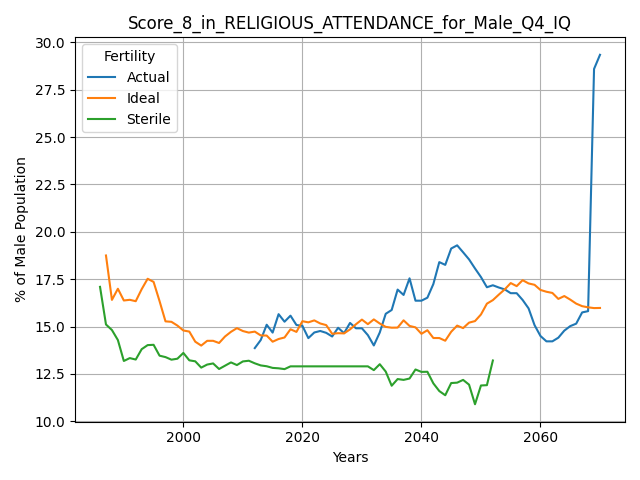 Score_8_in_RELIGIOUS_ATTENDANCE_for_Male_Q4_IQ
Fertility
Actual
Ideal
Sterile
% of Male Population
30.0
27.5
25.0
22.5
20.0
17.5
15.0
12.5
10.0
2000
2020
2040
2060
Years